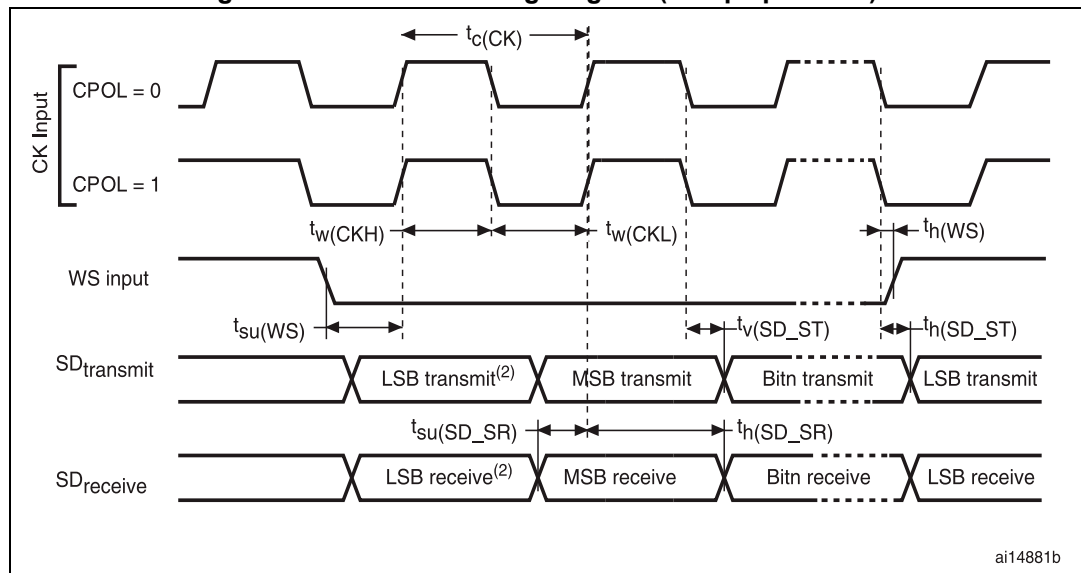 tc(CK)
CK Input
CPOL = 0
CPOL = 1
tw(CKH)
tw(CKL)
th(WS)
WS input
tsu(WS)
tv(SD_ST)
th(SD_ST)
SDtransmit
LSB transmit(2)
MSB transmit
Bitn transmit
LSB transmit
tsu(SD_SR)
th(SD_SR)
SDreceive
LSB receive(2)
MSB receive
Bitn receive
LSB receive
ai14881b